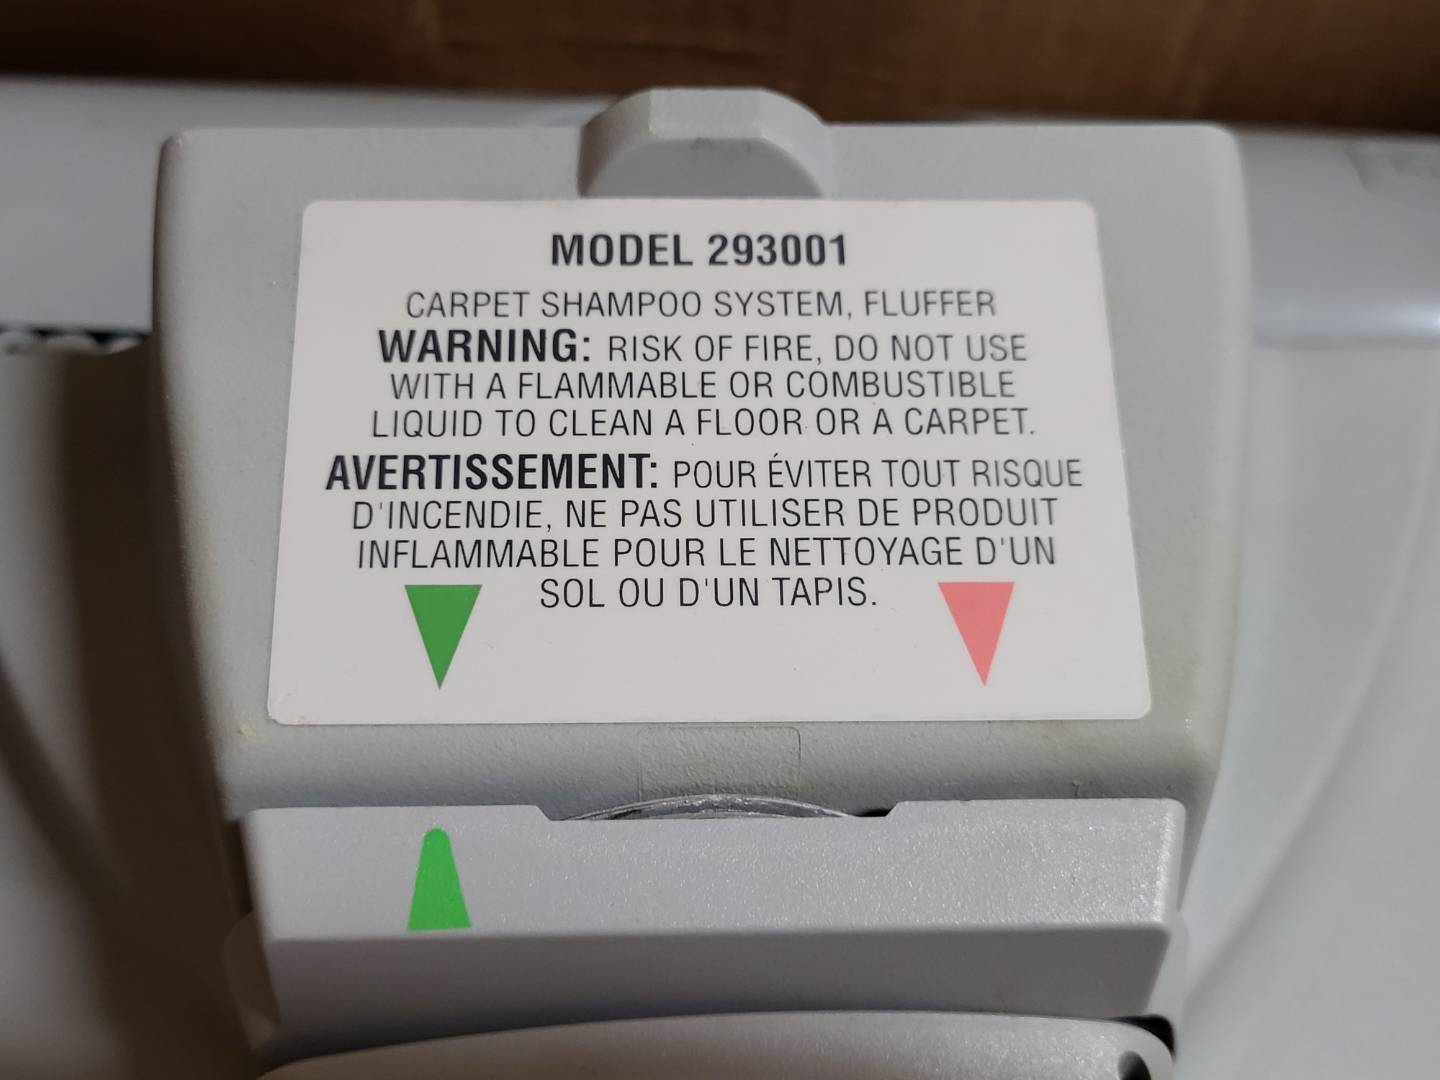 MODEL 293001
CARPET SHAMPOO SYSTEM, FLUFFER
WARNING: RISK OF FIRE, DO NOT USE
WITH A FLAMMABLE OR COMBUSTIBLE
LIQUID TO CLEAN A FLOOR OR A CARPET.
AVERTISSEMENT: POUR ÉVITER TOUT RISQUE
D'INCENDIE, NE PAS UTILISER DE PRODUIT
INFLAMMABLE POUR LE NETTOYAGE D'UN
SOL OU D'UN TAPIS.